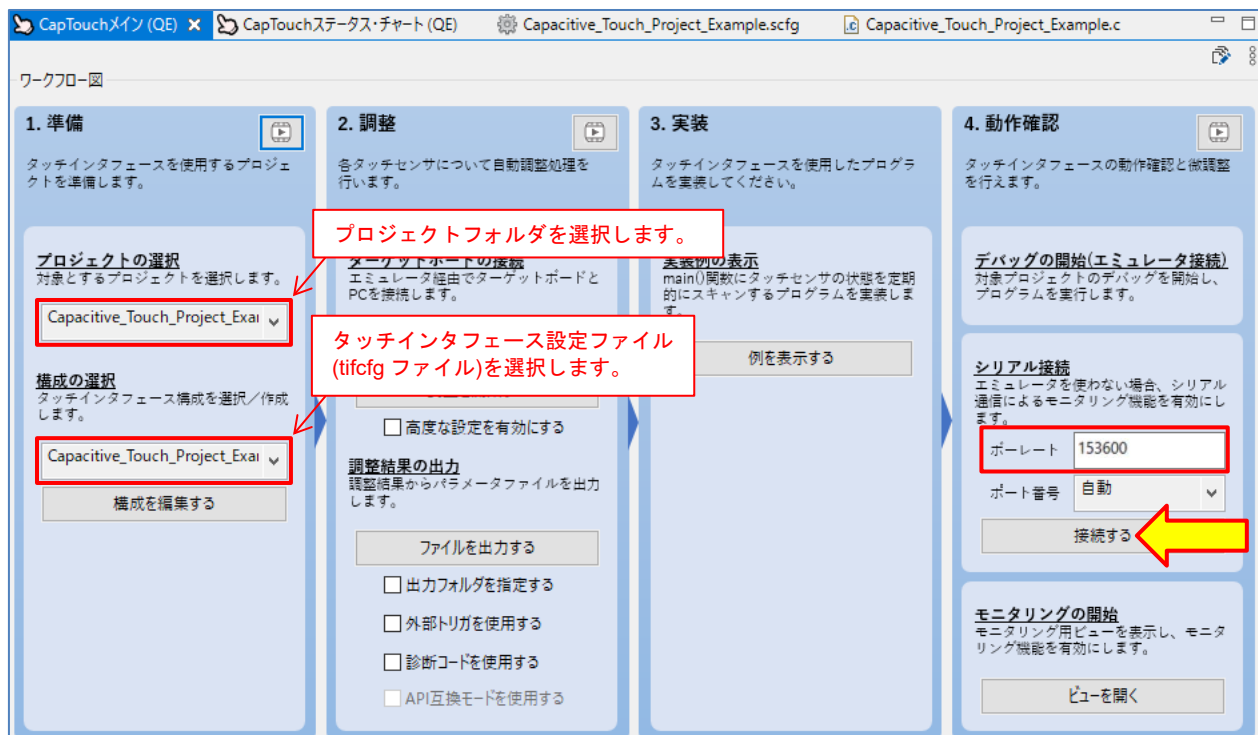 CapTouchメイン (QE)
CapTouchステータス・チャート (QE)
Capacitive_Touch_Project_Example.scfg
Capacitive_Touch_Project_Example.c
ワークフロー図
1. 準備
タッチインタフェースを使用するプロジェ
クトを準備します。
プロジェクトの選択
対象とするプロジェクトを選択します。
Capacitive_Touch_Project_Exa
構成の選択
タッチインタフェース構成を選択／作成
します。
Capacitive_Touch_Project_Exa
構成を編集する
プロジェクトフォルダを選択します。
タッチインタフェース設定ファイル
(tifcfg ファイル)を選択します。
2. 調整
各タッチセンサについて自動調整処理を
行います。
ターゲットボードの接続
エミュレータ経由でターゲットボードと
PCを接続します。
高度な設定を有効にする
調整結果の出力
調整結果からパラメータファイルを出力
します。
ファイルを出力する
出力フォルダを指定する
外部トリガを使用する
診断コードを使用する
API互換モードを使用する
3. 実装
タッチインタフェースを使用したプログラ
ムを実装してください。
実装例の表示
main()関数にタッチセンサの状態を定期
的にスキャンするプログラムを実装しま
す。
例を表示する
4. 動作確認
タッチインタフェースの動作確認と微調整
を行えます。
デバッグの開始(エミュレータ接続)
対象プロジェクトのデバッグを開始し、
プログラムを実行します。
シリアル接続
エミュレータを使わない場合、シリアル
通信によるモニタリング機能を有効にし
ます。
ボーレート 153600
ポート番号 自動
接続する
モニタリングの開始
モニタリング用ビューを表示し、モニタ
リング機能を有効にします。
ビューを開く